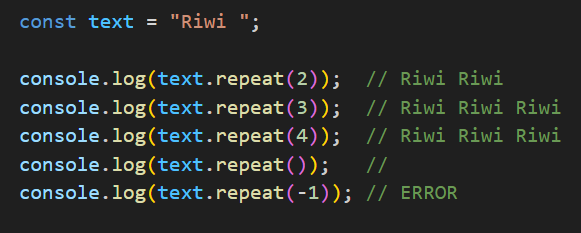 const text = "Riwi ";
console.log(text.repeat(2));  // Riwi Riwi
console.log(text.repeat(3));  // Riwi Riwi Riwi
console.log(text.repeat(4));  // Riwi Riwi Riwi
console.log(text.repeat());   //
console.log(text.repeat(-1)); // ERROR